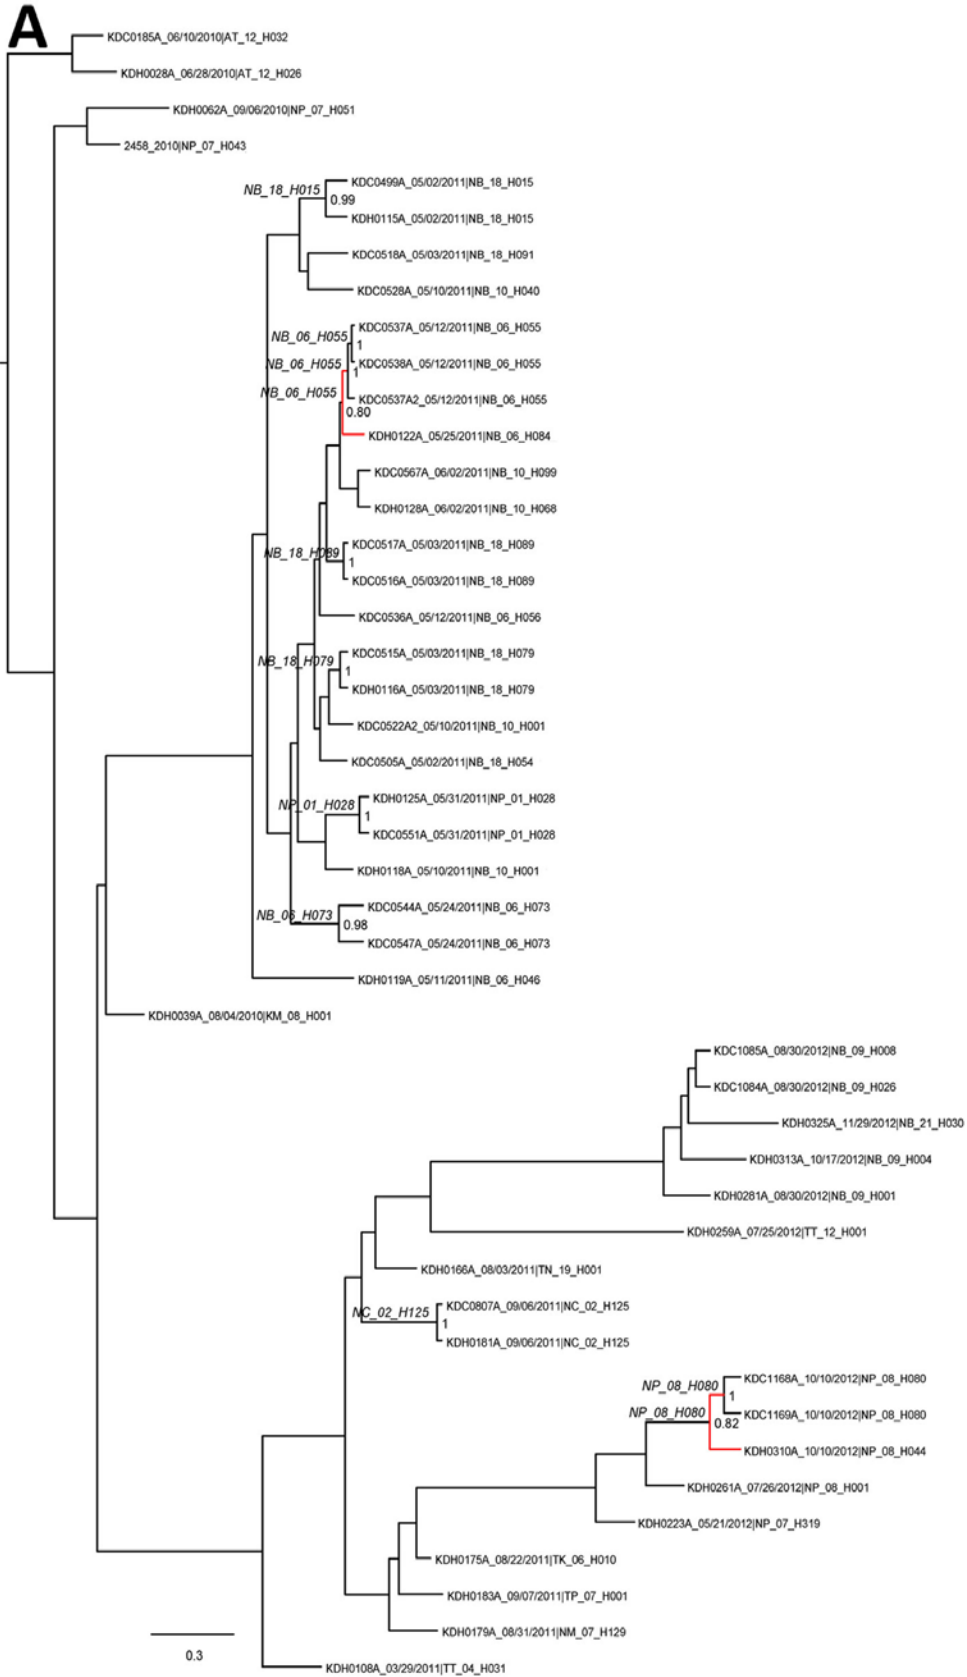 A
KDC0185A_06/10/2010|AT_12_H032
KDH0028A_06/28/2010|AT_12_H026
KDH0062A_09/06/2010|NP_07_H051
2458_2010|NP_07_H043
NB_18_H015
KDC0499A_05/02/2011|NB_18_H015
0.99
KDH0115A_05/02/2011|NB_18_H015
KDC0518A_05/03/2011|NB_18_H091
KDC0528A_05/10/2011|NB_10_H040
KDC0537A_05/12/2011|NB_06_H055
NB_06_H055
1
KDC0538A_05/12/2011|NB_06_H055
NB_06_H055
1
NB_06_H055
KDC0537A2_05/12/2011|NB_06_H055
0.80
KDH0122A_05/25/2011|NB_06_H084
KDC0567A_06/02/2011|NB_10_H099
KDH0128A_06/02/2011|NB_10_H068
KDC0517A_05/03/2011|NB_18_H089
NB_18_H089
1
KDC0516A_05/03/2011|NB_18_H089
KDC0536A_05/12/2011|NB_06_H056
KDC0515A_05/03/2011|NB_18_H079
NB_18_H079
1
KDH0116A_05/03/2011|NB_18_H079
KDC0522A2_05/10/2011|NB_10_H001
KDC0505A_05/02/2011|NB_18_H054
KDH0125A_05/31/2011|NP_01_H028
NP_01_H028
1
KDC0551A_05/31/2011|NP_01_H028
KDH0118A_05/10/2011|NB_10_H001
KDC0544A_05/24/2011|NB_06_H073
NB_06_H073
0.98
KDC0547A_05/24/2011|NB_06_H073
KDH0119A_05/11/2011|NB_06_H046
KDH0039A_08/04/2010|KM_08_H001
KDC1085A_08/30/2012|NB_09_H008
KDC1084A_08/30/2012|NB_09_H026
KDH0325A_11/29/2012|NB_21_H030
KDH0313A_10/17/2012|NB_09_H004
KDH0281A_08/30/2012|NB_09_H001
KDH0259A_07/25/2012|TT_12_H001
KDH0166A_08/03/2011|TN_19_H001
KDC0807A_09/06/2011|NC_02_H125
NC_02_H125
1
KDH0181A_09/06/2011|NC_02_H125
KDC1168A_10/10/2012|NP_08_H080
NP_08_H080
1
NP_08_H080
KDC1169A_10/10/2012|NP_08_H080
0.82
KDH0310A_10/10/2012|NP_08_H044
KDH0261A_07/26/2012|NP_08_H001
KDH0223A_05/21/2012|NP_07_H319
KDH0175A_08/22/2011|TK_06_H010
KDH0183A_09/07/2011|TP_07_H001
KDH0179A_08/31/2011|NM_07_H129
0.3
KDH0108A_03/29/2011|TT_04_H031